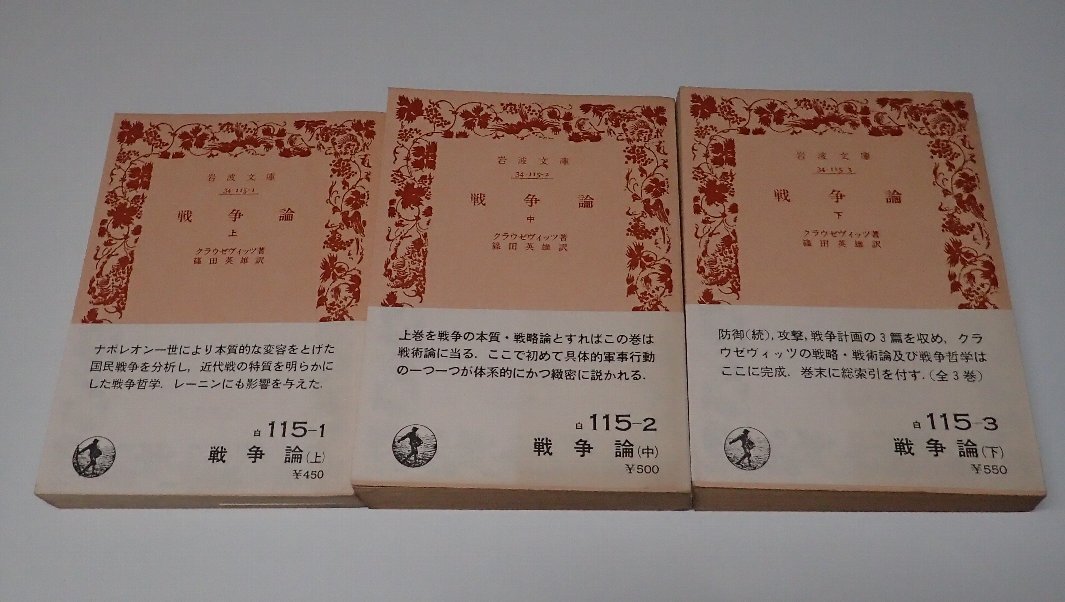 岩波文庫
34-115-1
戦争論
上
クラウゼヴィッツ著
篠田英雄訳
ナポレオン一世により本質的な変容をとげた
国民戦争を分析し,近代戦の特質を明らかに
した戦争哲学.レーニンにも影響を与えた.
白 115-1
戦争論(上)
¥450
岩波文庫
34-115-2
戦争論
中
クラウゼヴィッツ著
篠田英雄訳
上巻を戦争の本質・戦略論とすればこの巻は
戦術論に当る.ここで初めて具体的軍事行動
の一つ一つが体系的にかつ緻密に説かれる.
白 115-2
戦争論(中)
¥500
岩波文庫
34-115-3
戦争論
下
クラウゼヴィッツ著
篠田英雄訳
防御(続),攻撃,戦争計画の3篇を収め,クラ
ウゼヴィッツの戦略・戦術論及び戦争哲学は
ここに完成.巻末に総索引を付す.(全3巻)
白 115-3
戦争論(下)
¥550